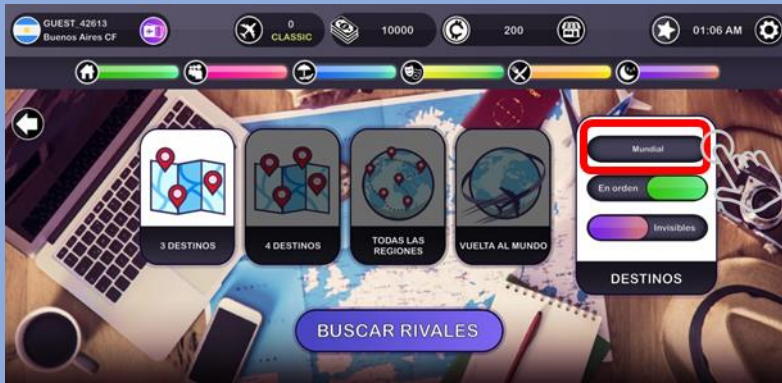 GUEST_42613
Buenos Aires CF
0
CLASSIC
10000
200
01:06 AM
3 DESTINOS
4 DESTINOS
TODAS LAS
REGIONES
VUELTA AL MUNDO
Mundial
En orden
Invisibles
DESTINOS
BUSCAR RIVALES